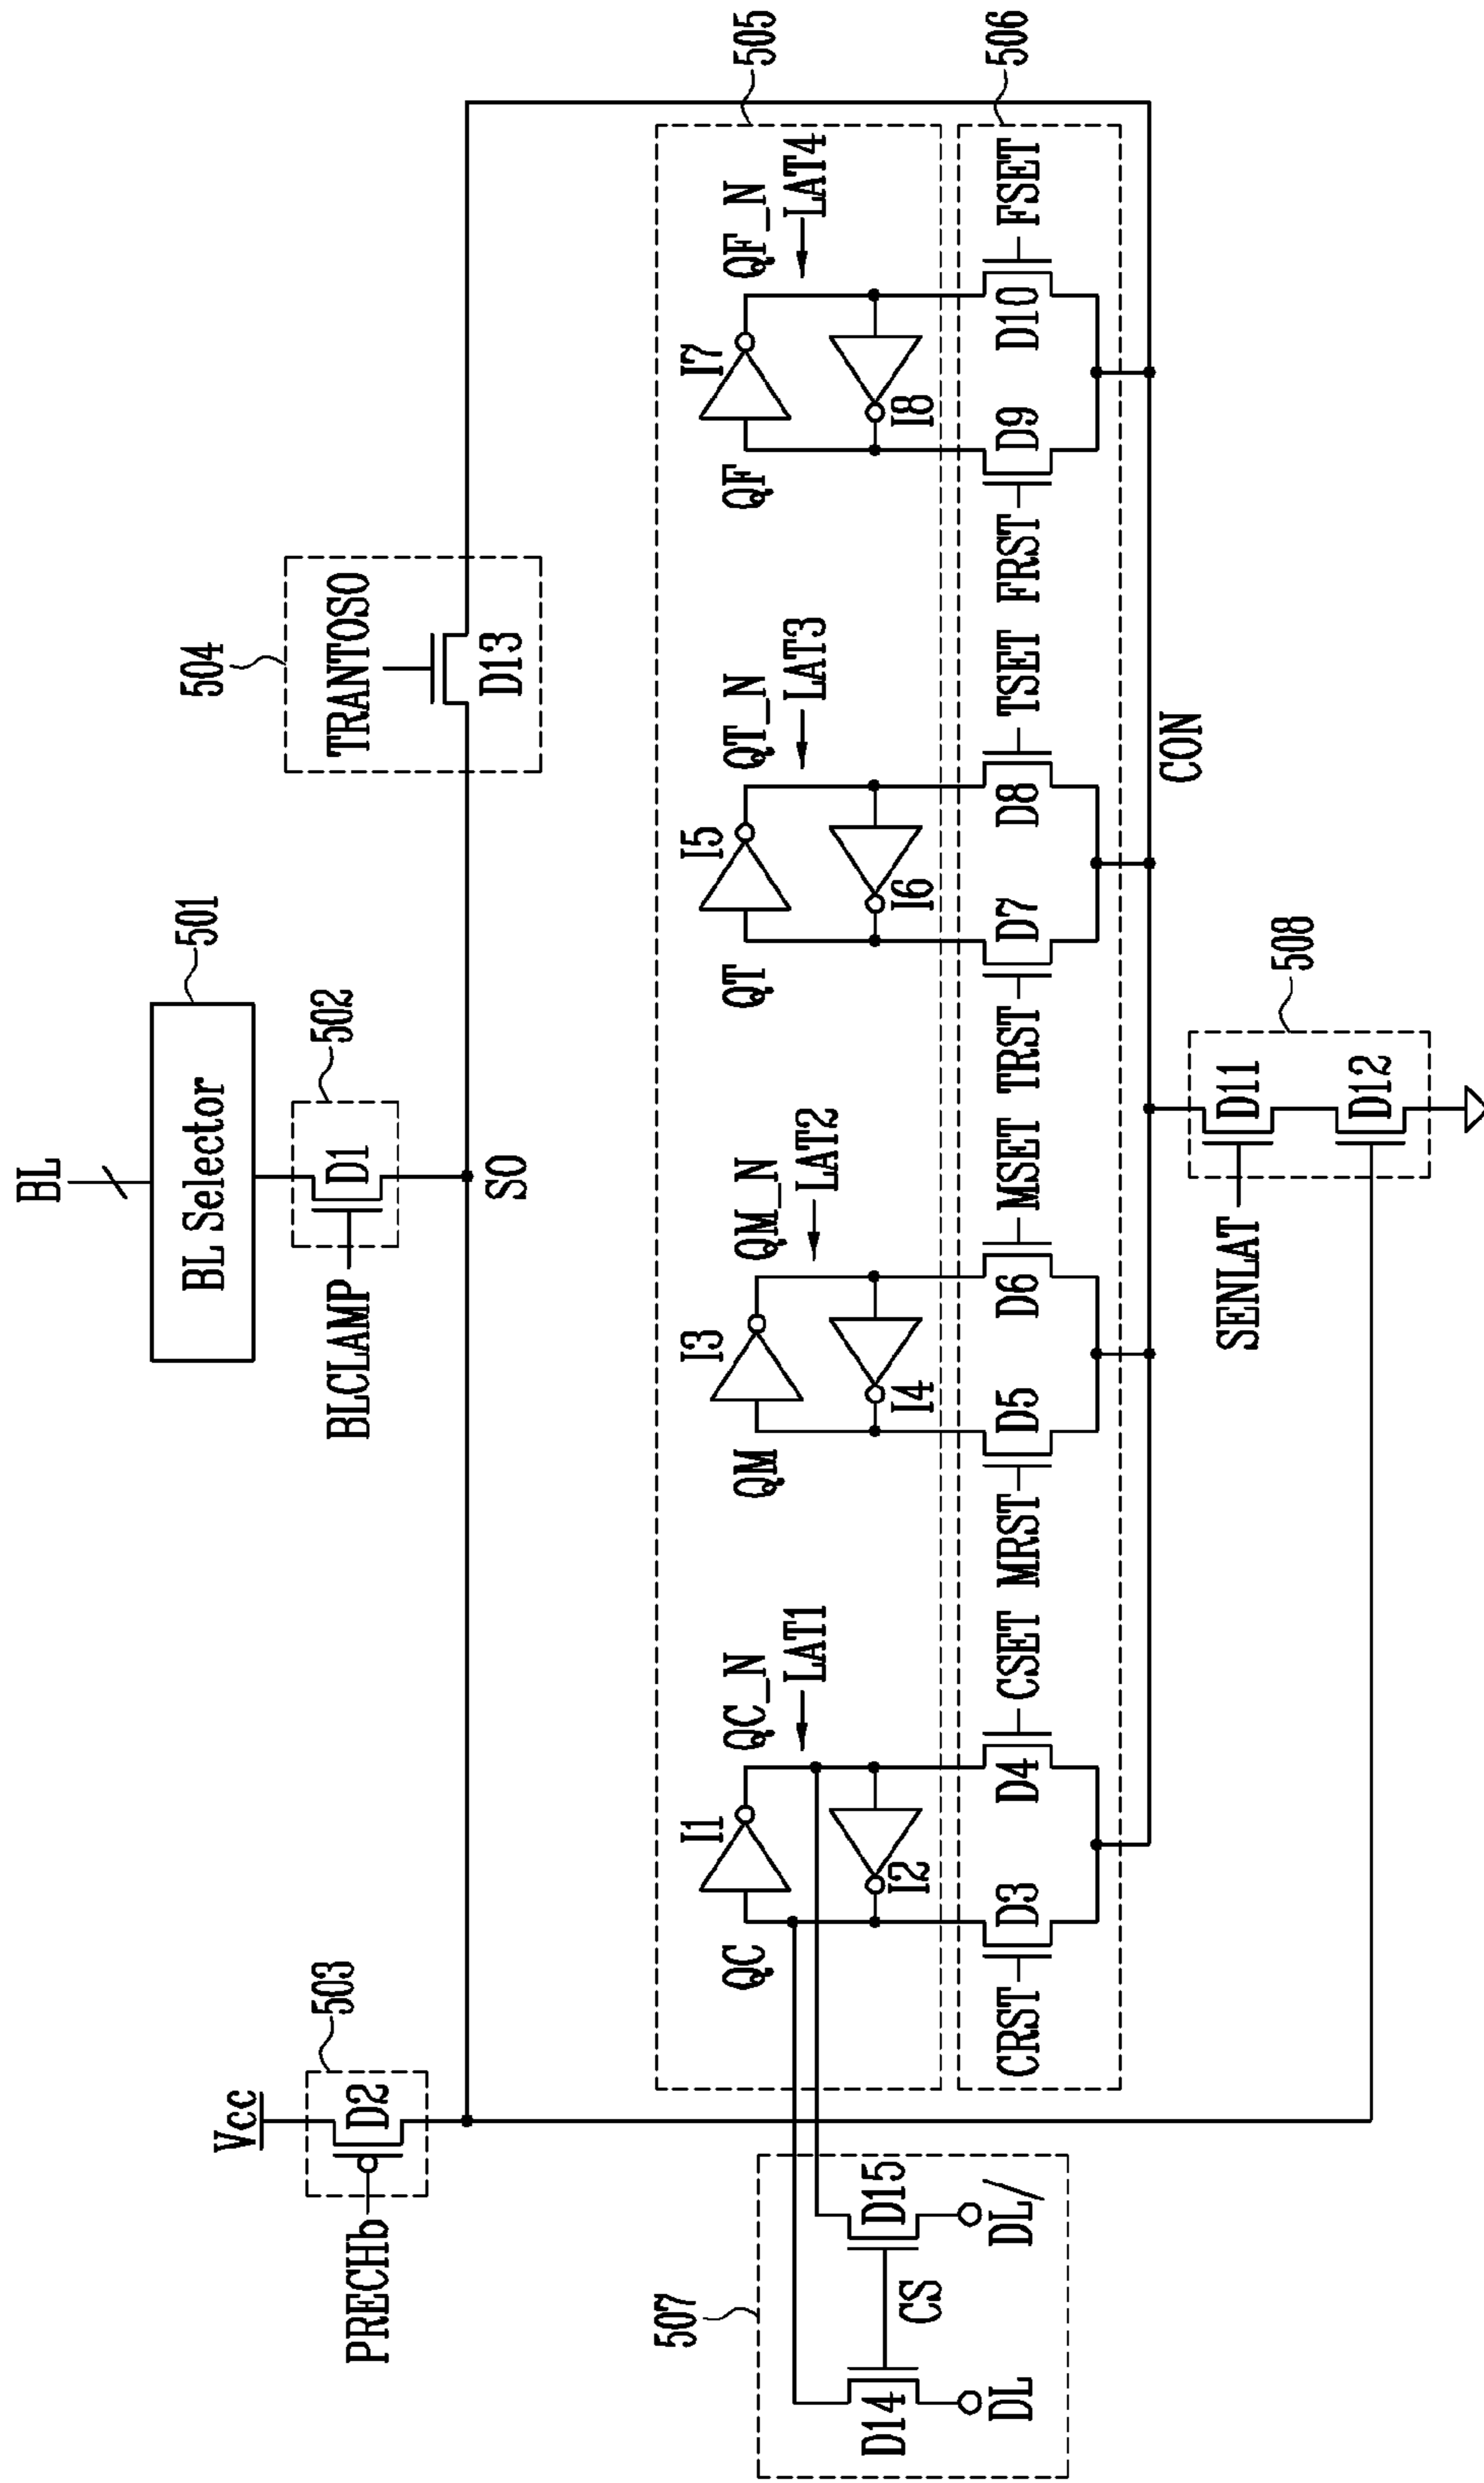 BL
501
BL Selector
Vcc
503
PRECHb
D2
502
BLCLAMP
D1
504
TRANTOSO
D13
SO
505
QC
I1
QC_N
LAT1
I2
QM
I3
QM_N
LAT2
I4
QT
I5
QT_N
LAT3
I6
QF
I7
QF_N
LAT4
I8
506
CRST
D3
D4
CSET
MRST
D5
D6
MSET
TRST
D7
D8
TSET
FRST
D9
D10
FSET
507
D14
D15
CS
DL
DL/
CON
508
SENLAT
D11
D12